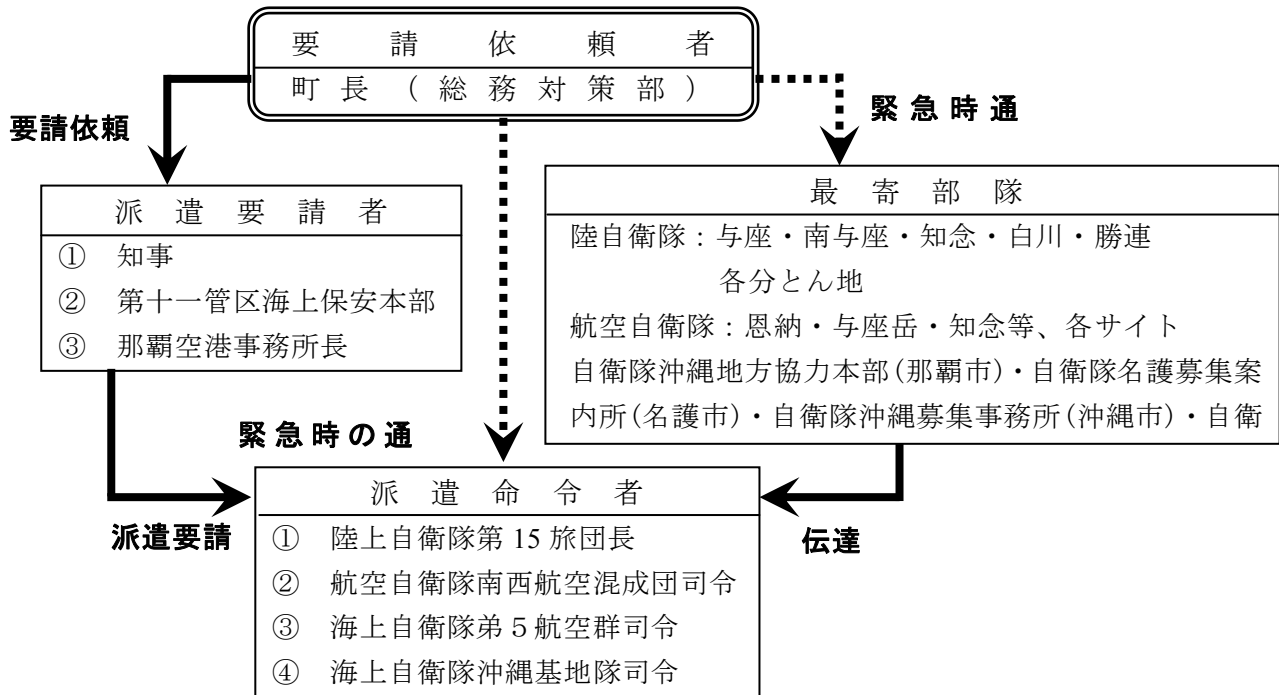 要請依頼者
町長(総務対策部)
要請依頼
緊急時通
派遣要請者
① 知事
② 第十一管区海上保安本部
③ 那覇空港事務所長
最寄部隊
陸自衛隊:与座・南与座・知念・白川・勝連
各分とん地
航空自衛隊:恩納・与座岳・知念等、各サイト
自衛隊沖縄地方協力本部(那覇市)・自衛隊名護募集案
内所(名護市)・自衛隊沖縄募集事務所(沖縄市)・自衛
緊急時の通
派遣要請
伝達
派遣命令者
① 陸上自衛隊第 15 旅団長
② 航空自衛隊南西航空混成団司令
③ 海上自衛隊弟5航空群司令
④ 海上自衛隊沖縄基地隊司令